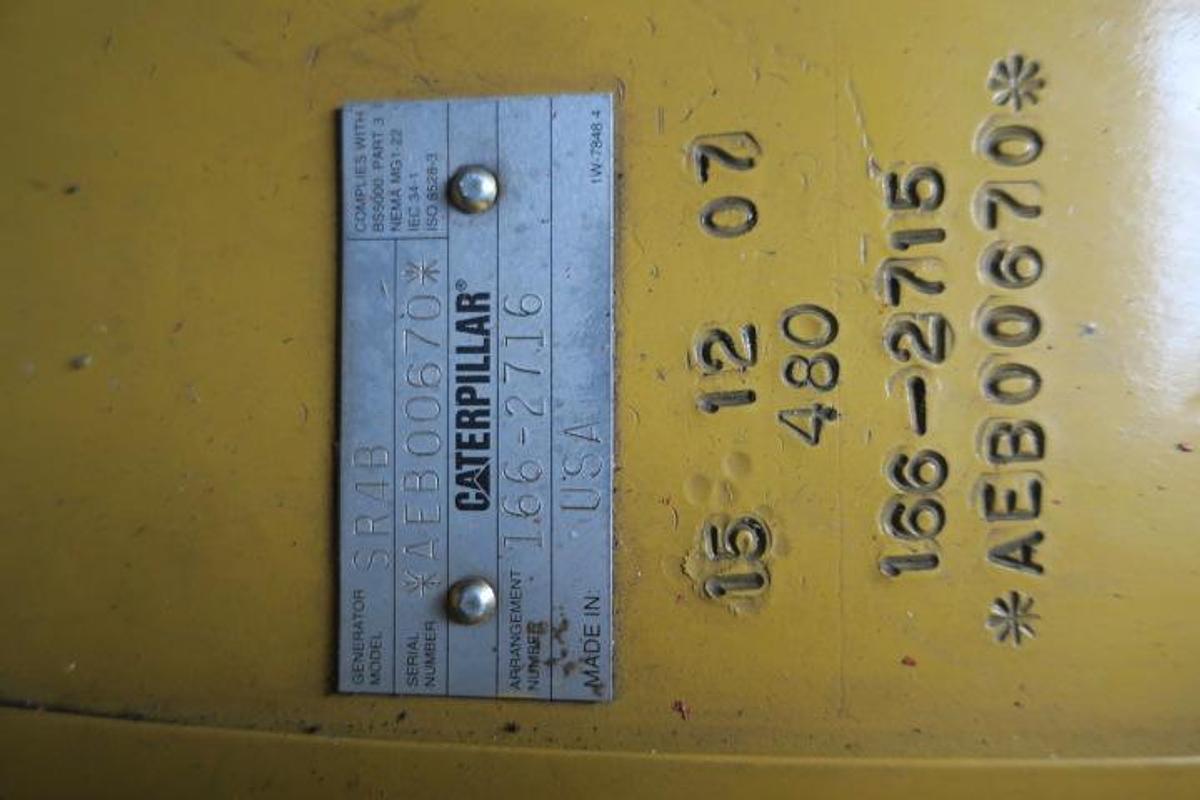 GENERATOR MODEL SR4B
COMPLIES WITH
BS5000 PART 3
NEMA MG1-22
IEC 34-1
ISO 8528-3
SERIAL NUMBER *AEB00670*
CATERPILLAR®
ARRANGEMENT NUMBER 166-2716
MADE IN: USA
1W-7848 4
15 12 07
480
166-2715
*AEB00670*